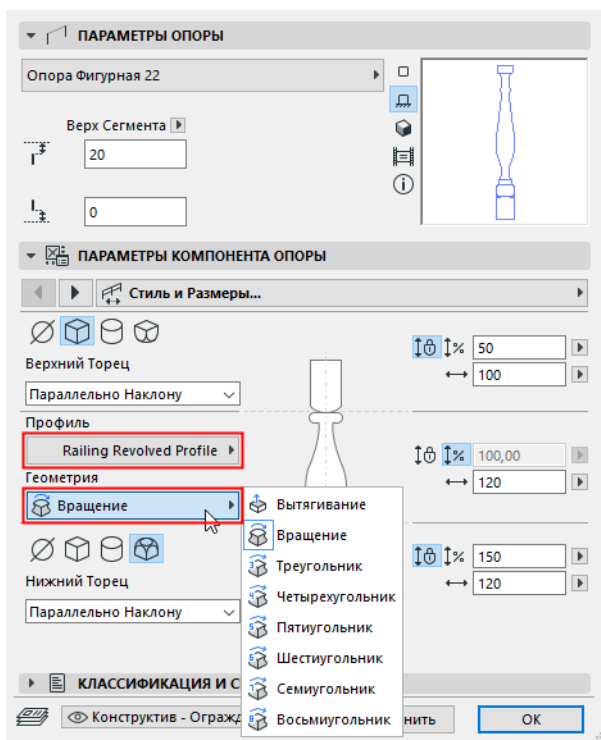 ПАРАМЕТРЫ ОПОРЫ
Опора Фигурная 22
Верх Сегмента
20
0
ПАРАМЕТРЫ КОМПОНЕНТА ОПОРЫ
Стиль и Размеры...
Верхний Торец
Параллельно Наклону
50
100
Профиль
Railing Revolved Profile
Геометрия
Вращение
100,00
120
Вытягивание
Вращение
Треугольник
Четырехугольник
Пятиугольник
Шестиугольник
Семиугольник
Восьмиугольник
Нижний Торец
Параллельно Наклону
150
120
КЛАССИФИКАЦИЯ И С
Конструктив - Огражд
нить
ОК